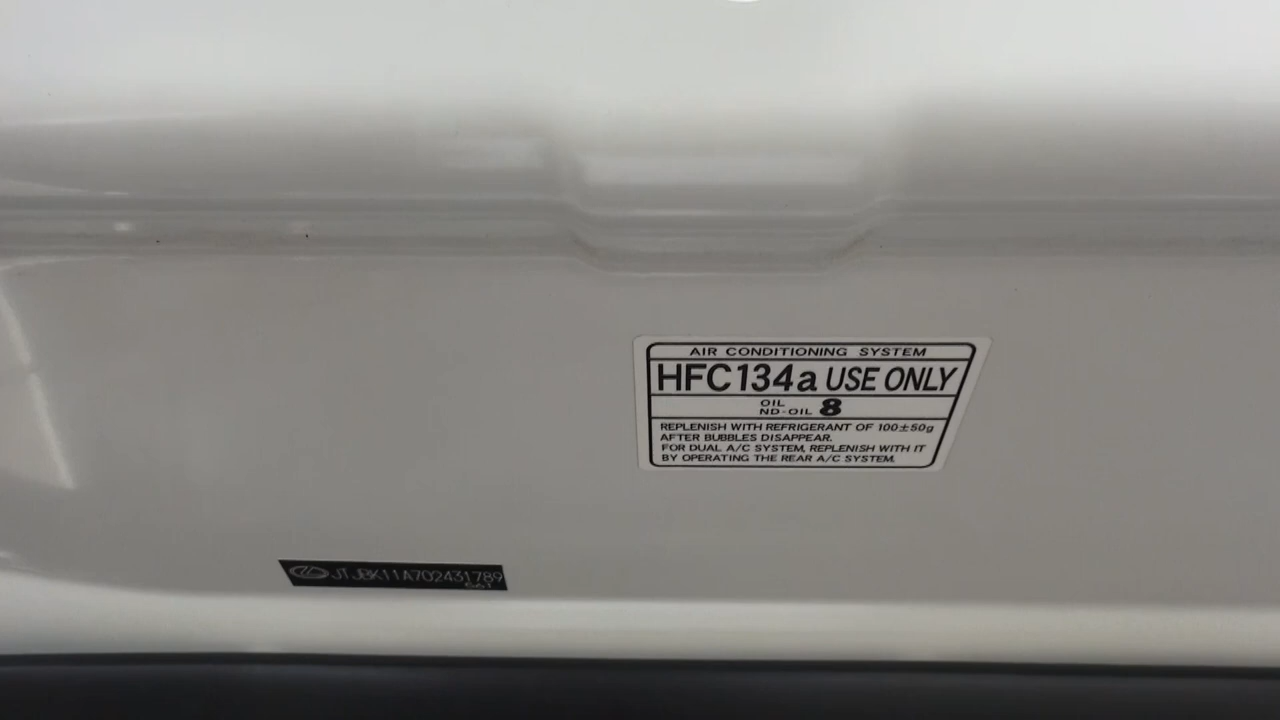 AIR CONDITIONING SYSTEM
HFC134a USE ONLY
OIL
ND-OIL 8
REPLENISH WITH REFRIGERANT OF 100±50g
AFTER BUBBLES DISAPPEAR.
FOR DUAL A/C SYSTEM, REPLENISH WITH IT
BY OPERATING THE REAR A/C SYSTEM.
JTJBK11A702431789